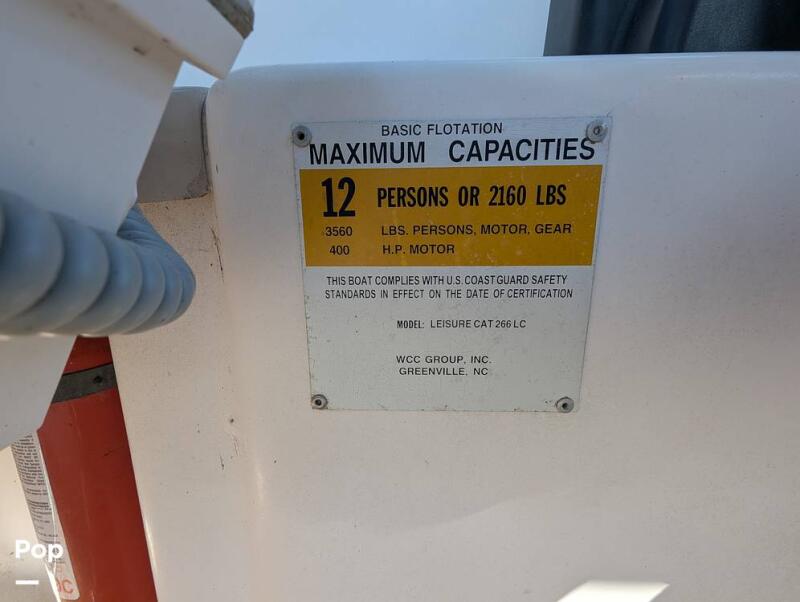 BASIC FLOTATION
MAXIMUM CAPACITIES
12 PERSONS OR 2160 LBS
3560 LBS. PERSONS, MOTOR, GEAR
400 H.P. MOTOR
THIS BOAT COMPLIES WITH U.S. COAST GUARD SAFETY
STANDARDS IN EFFECT ON THE DATE OF CERTIFICATION
MODEL: LEISURE CAT 266 LC
WCC GROUP, INC.
GREENVILLE, NC
Pop